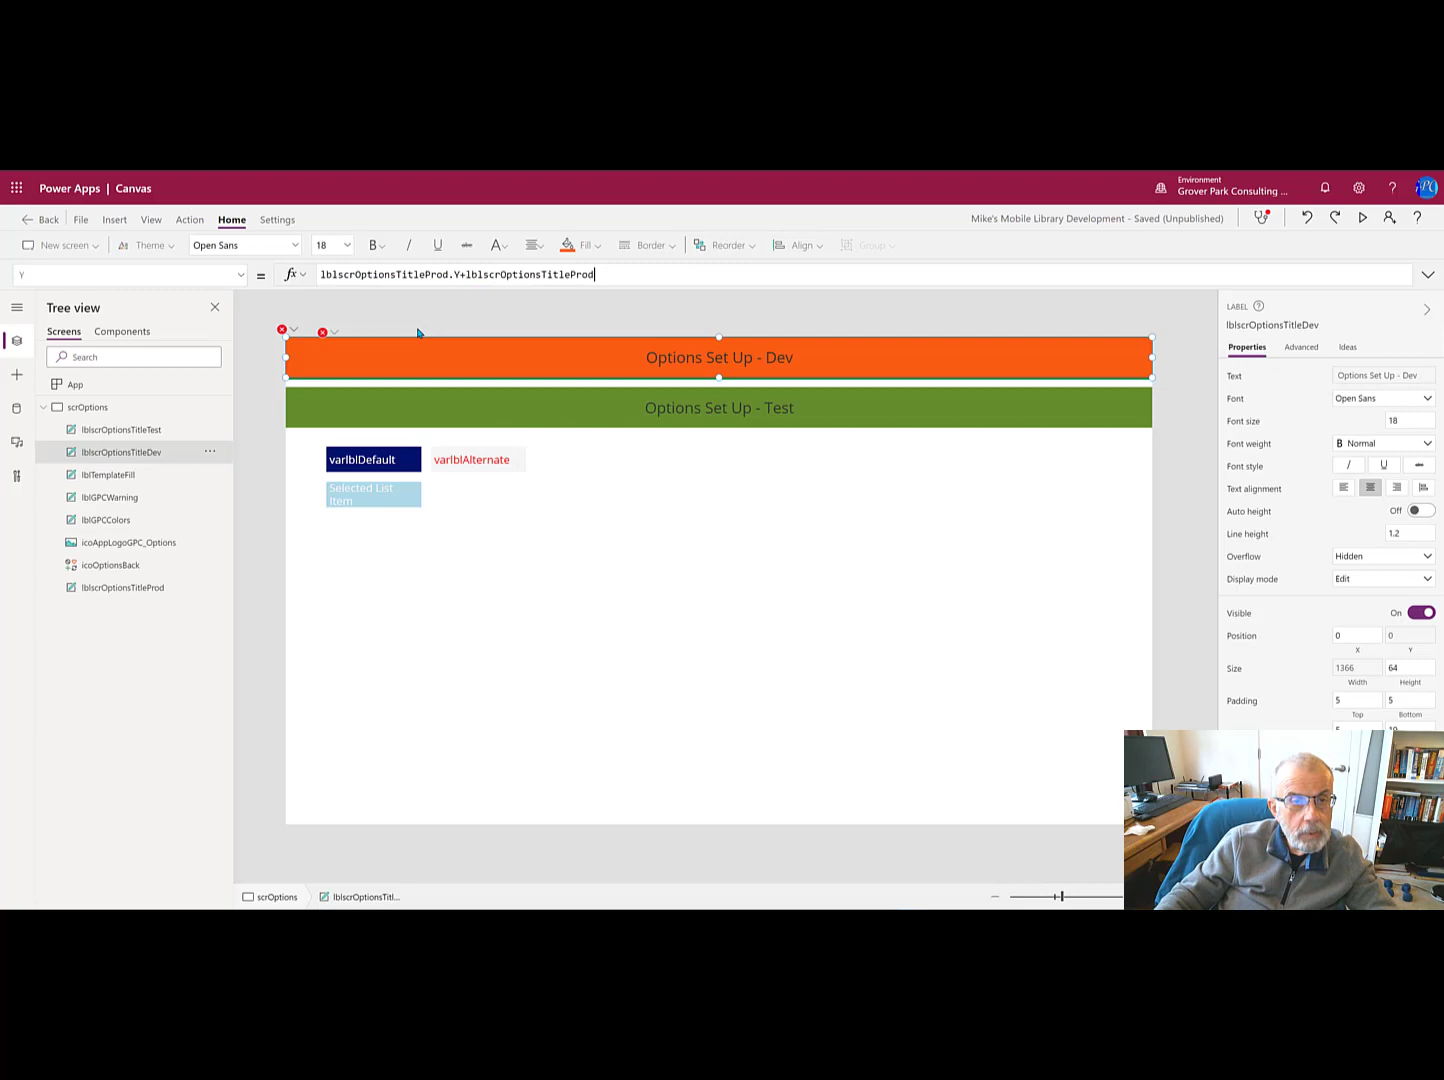 Power Apps | Canvas
Environment
Grover Park Consulting ...
Back File Insert View Action Home Settings
Mike's Mobile Library Development - Saved (Unpublished)
New screen Theme Open Sans 18 B / U abc A Fill Border Reorder Align Group
Y = fx lblscrOptionsTitleProd.Y+lblscrOptionsTitleProd
Tree view
Screens Components
Search
App
scrOptions
lblscrOptionsTitleTest
lblscrOptionsTitleDev ...
lblTemplateFill
lblGPCWarning
lblGPCColors
icoAppLogoGPC_Options
icoOptionsBack
lblscrOptionsTitleProd
Options Set Up - Dev
Options Set Up - Test
varlblDefault varlblAlternate
Selected List
Item
scrOptions lblscrOptionsTitl...
LABEL
lblscrOptionsTitleDev
Properties Advanced Ideas
Text Options Set Up - Dev
Font Open Sans
Font size 18
Font weight B Normal
Font style / U abc
Text alignment
Auto height Off
Line height 1.2
Overflow Hidden
Display mode Edit
Visible On
Position 0 0
X Y
Size 1366 64
Width Height
Padding 5 5
Top Bottom